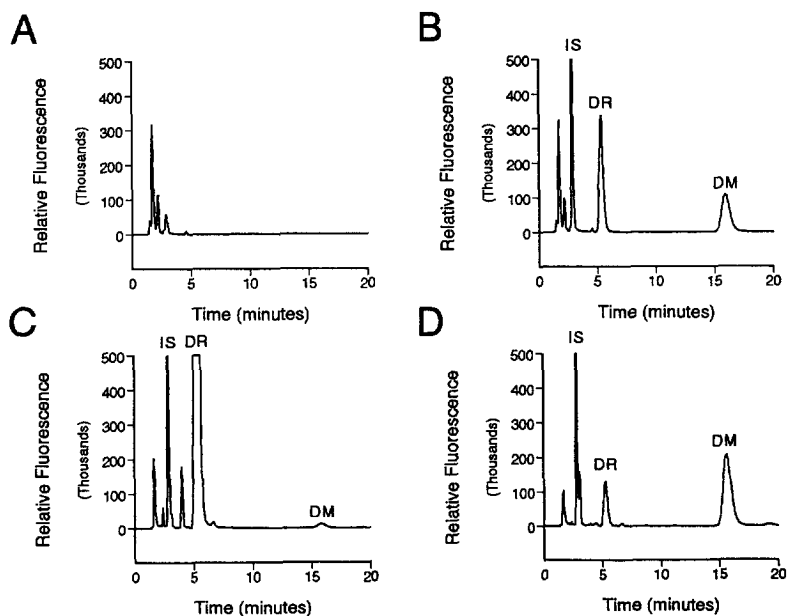 A
Relative Fluorescence
(Thousands)
500
400
300
200
100
0
0 5 10 15 20
Time (minutes)
B
IS
DR
DM
Relative Fluorescence
(Thousands)
500
400
300
200
100
0
0 5 10 15 20
Time (minutes)
C
IS DR
DM
Relative Fluorescence
(Thousands)
500
400
300
200
100
0
0 5 10 15 20
Time (minutes)
D
IS
DR
DM
Relative Fluorescence
(Thousands)
500
400
300
200
100
0
0 5 10 15 20
Time (minutes)